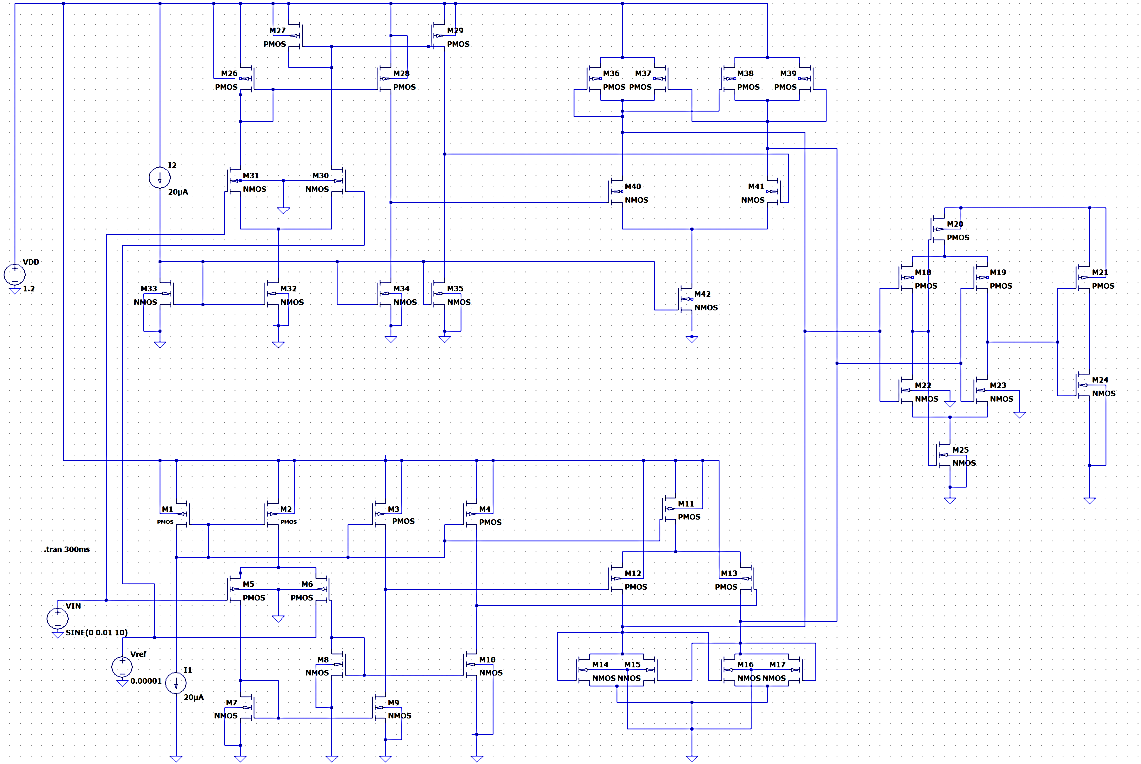 M27
PMOS
M29
PMOS
M26
PMOS
M28
PMOS
M36
PMOS
M37
PMOS
M38
PMOS
M39
PMOS
I2
20µA
M31
NMOS
M30
NMOS
M40
NMOS
M41
NMOS
M20
PMOS
VDD
1.2
M18
PMOS
M19
PMOS
M21
PMOS
M33
NMOS
M32
NMOS
M34
NMOS
M35
NMOS
M42
NMOS
M22
NMOS
M23
NMOS
M24
NMOS
M25
NMOS
M1
PMOS
M2
PMOS
M3
PMOS
M4
PMOS
M11
PMOS
.tran 300ms
M5
PMOS
M6
PMOS
M12
PMOS
M13
PMOS
VIN
SINE(0 0.01 10)
Vref
0.00001
I1
20µA
M8
NMOS
M10
NMOS
M14
NMOS
M15
NMOS
M16
NMOS
M17
NMOS
M7
NMOS
M9
NMOS